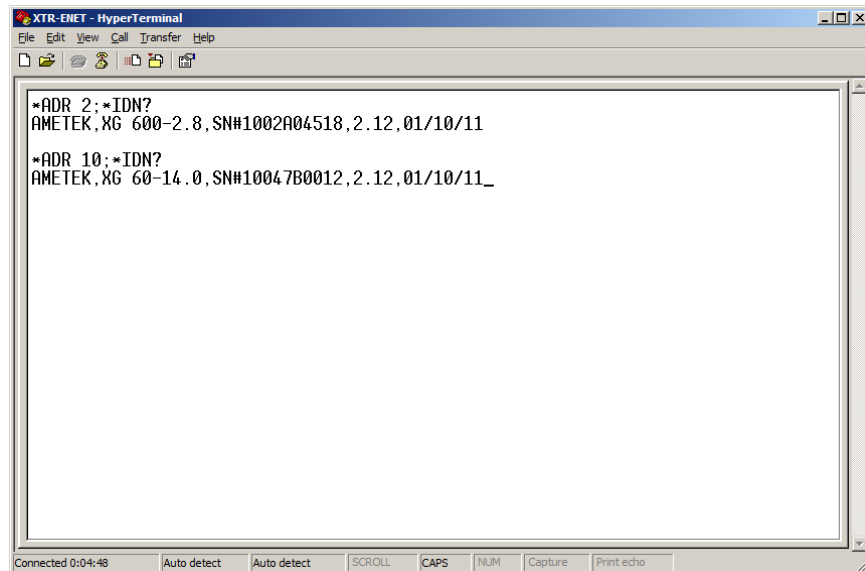 XTR-ENET - HyperTerminal
File Edit View Call Transfer Help
*ADR 2;*IDN?
AMETEK,XG 600-2.8,SN#1002A04518,2.12,01/10/11
*ADR 10;*IDN?
AMETEK,XG 60-14.0,SN#10047B0012,2.12,01/10/11_
Connected 0:04:48 Auto detect Auto detect SCROLL CAPS NUM Capture Print echo